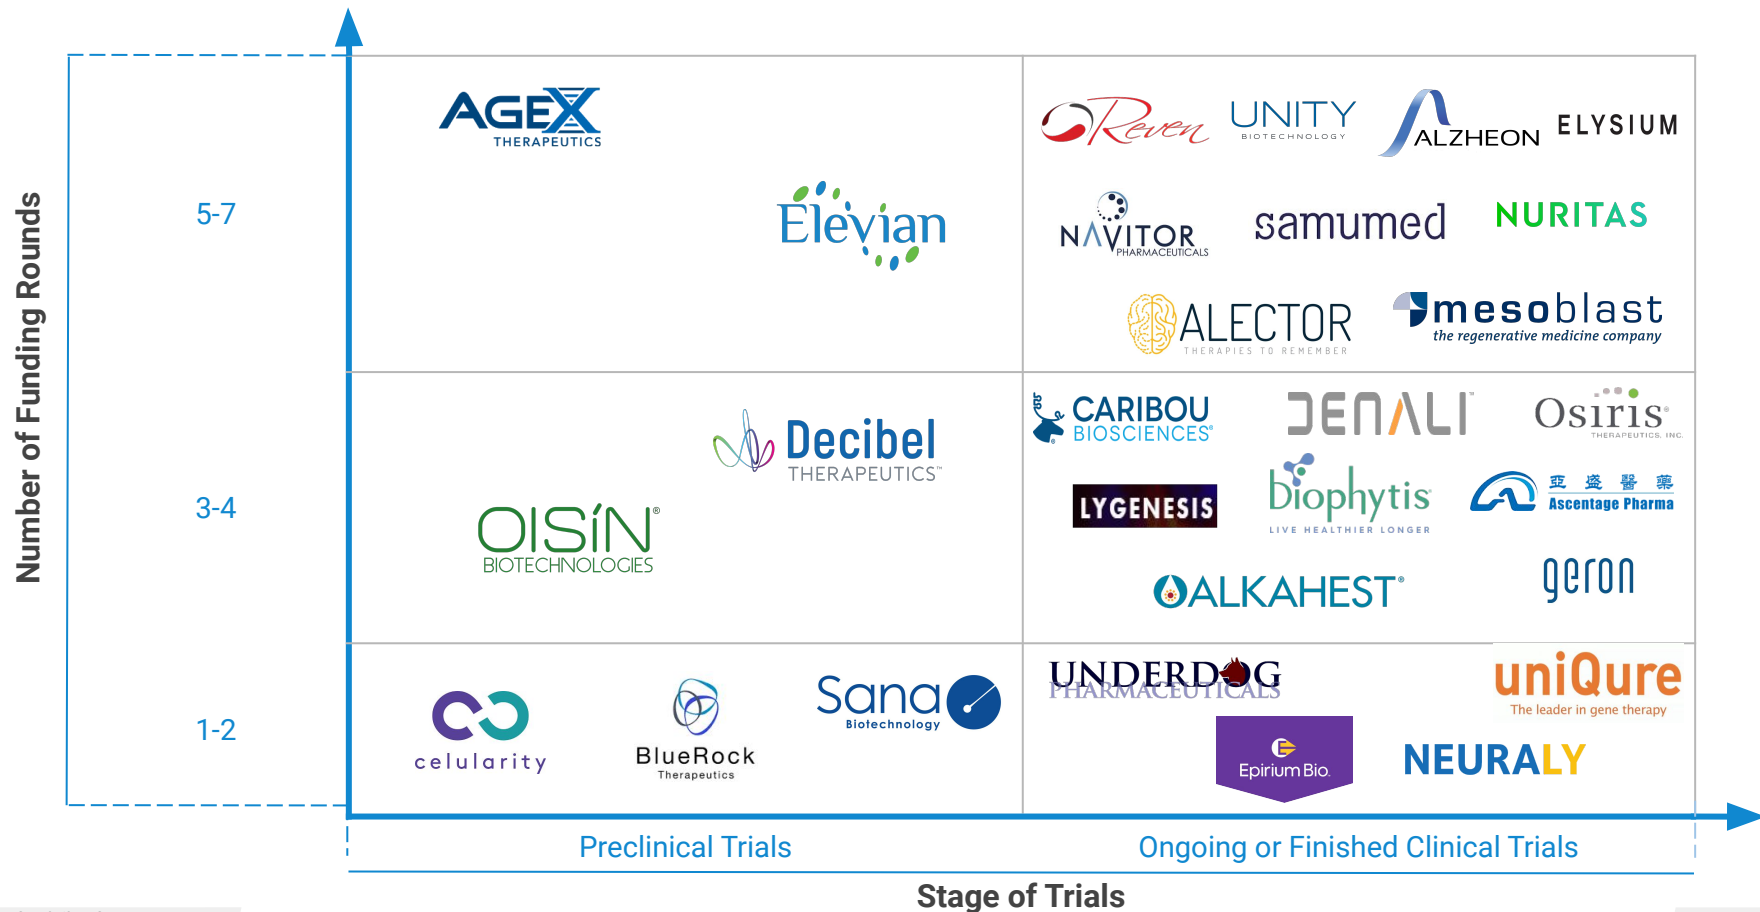 AGEX
THERAPEUTICS
Elevian
Reven
UNITY
BIOTECHNOLOGY
ALZHEON
ELYSIUM
NAVITOR
PHARMACEUTICALS
samumed
NURITAS
ALECTOR
THERAPIES TO REMEMBER
mesoblast
the regenerative medicine company
Number of Funding Rounds
5-7
3-4
1-2
Decibel
THERAPEUTICS™
OISÍN®
BIOTECHNOLOGIES
CARIBOU
BIOSCIENCES®
DENALI™
Osiris®
THERAPEUTICS, INC.
LYGENESIS
biophytis
LIVE HEALTHIER LONGER
亞盛醫藥
Ascentage Pharma
ALKAHEST®
geron
celularity
BlueRock
Therapeutics
Sana
Biotechnology
UNDERDOG
PHARMACEUTICALS
uniQure
The leader in gene therapy
Epirium Bio.
NEURALY
Preclinical Trials
Ongoing or Finished Clinical Trials
Stage of Trials